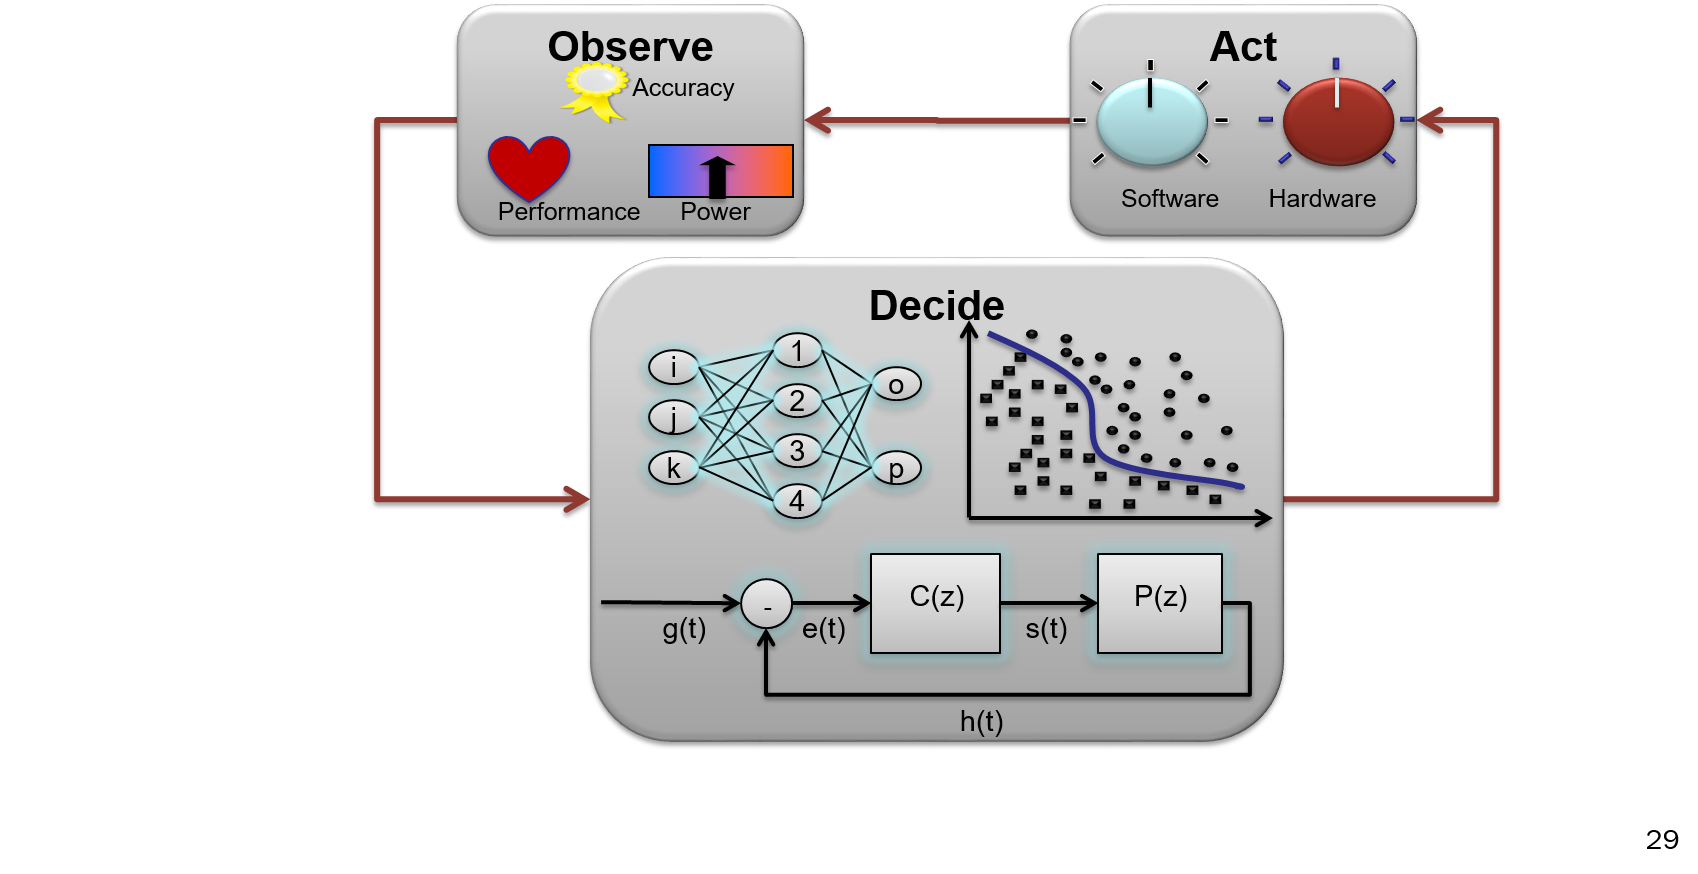 Observe
Accuracy
Performance
Power
Act
Software
Hardware
Decide
i
j
k
1
2
3
4
o
p
g(t)
-
e(t)
C(z)
s(t)
P(z)
h(t)
29